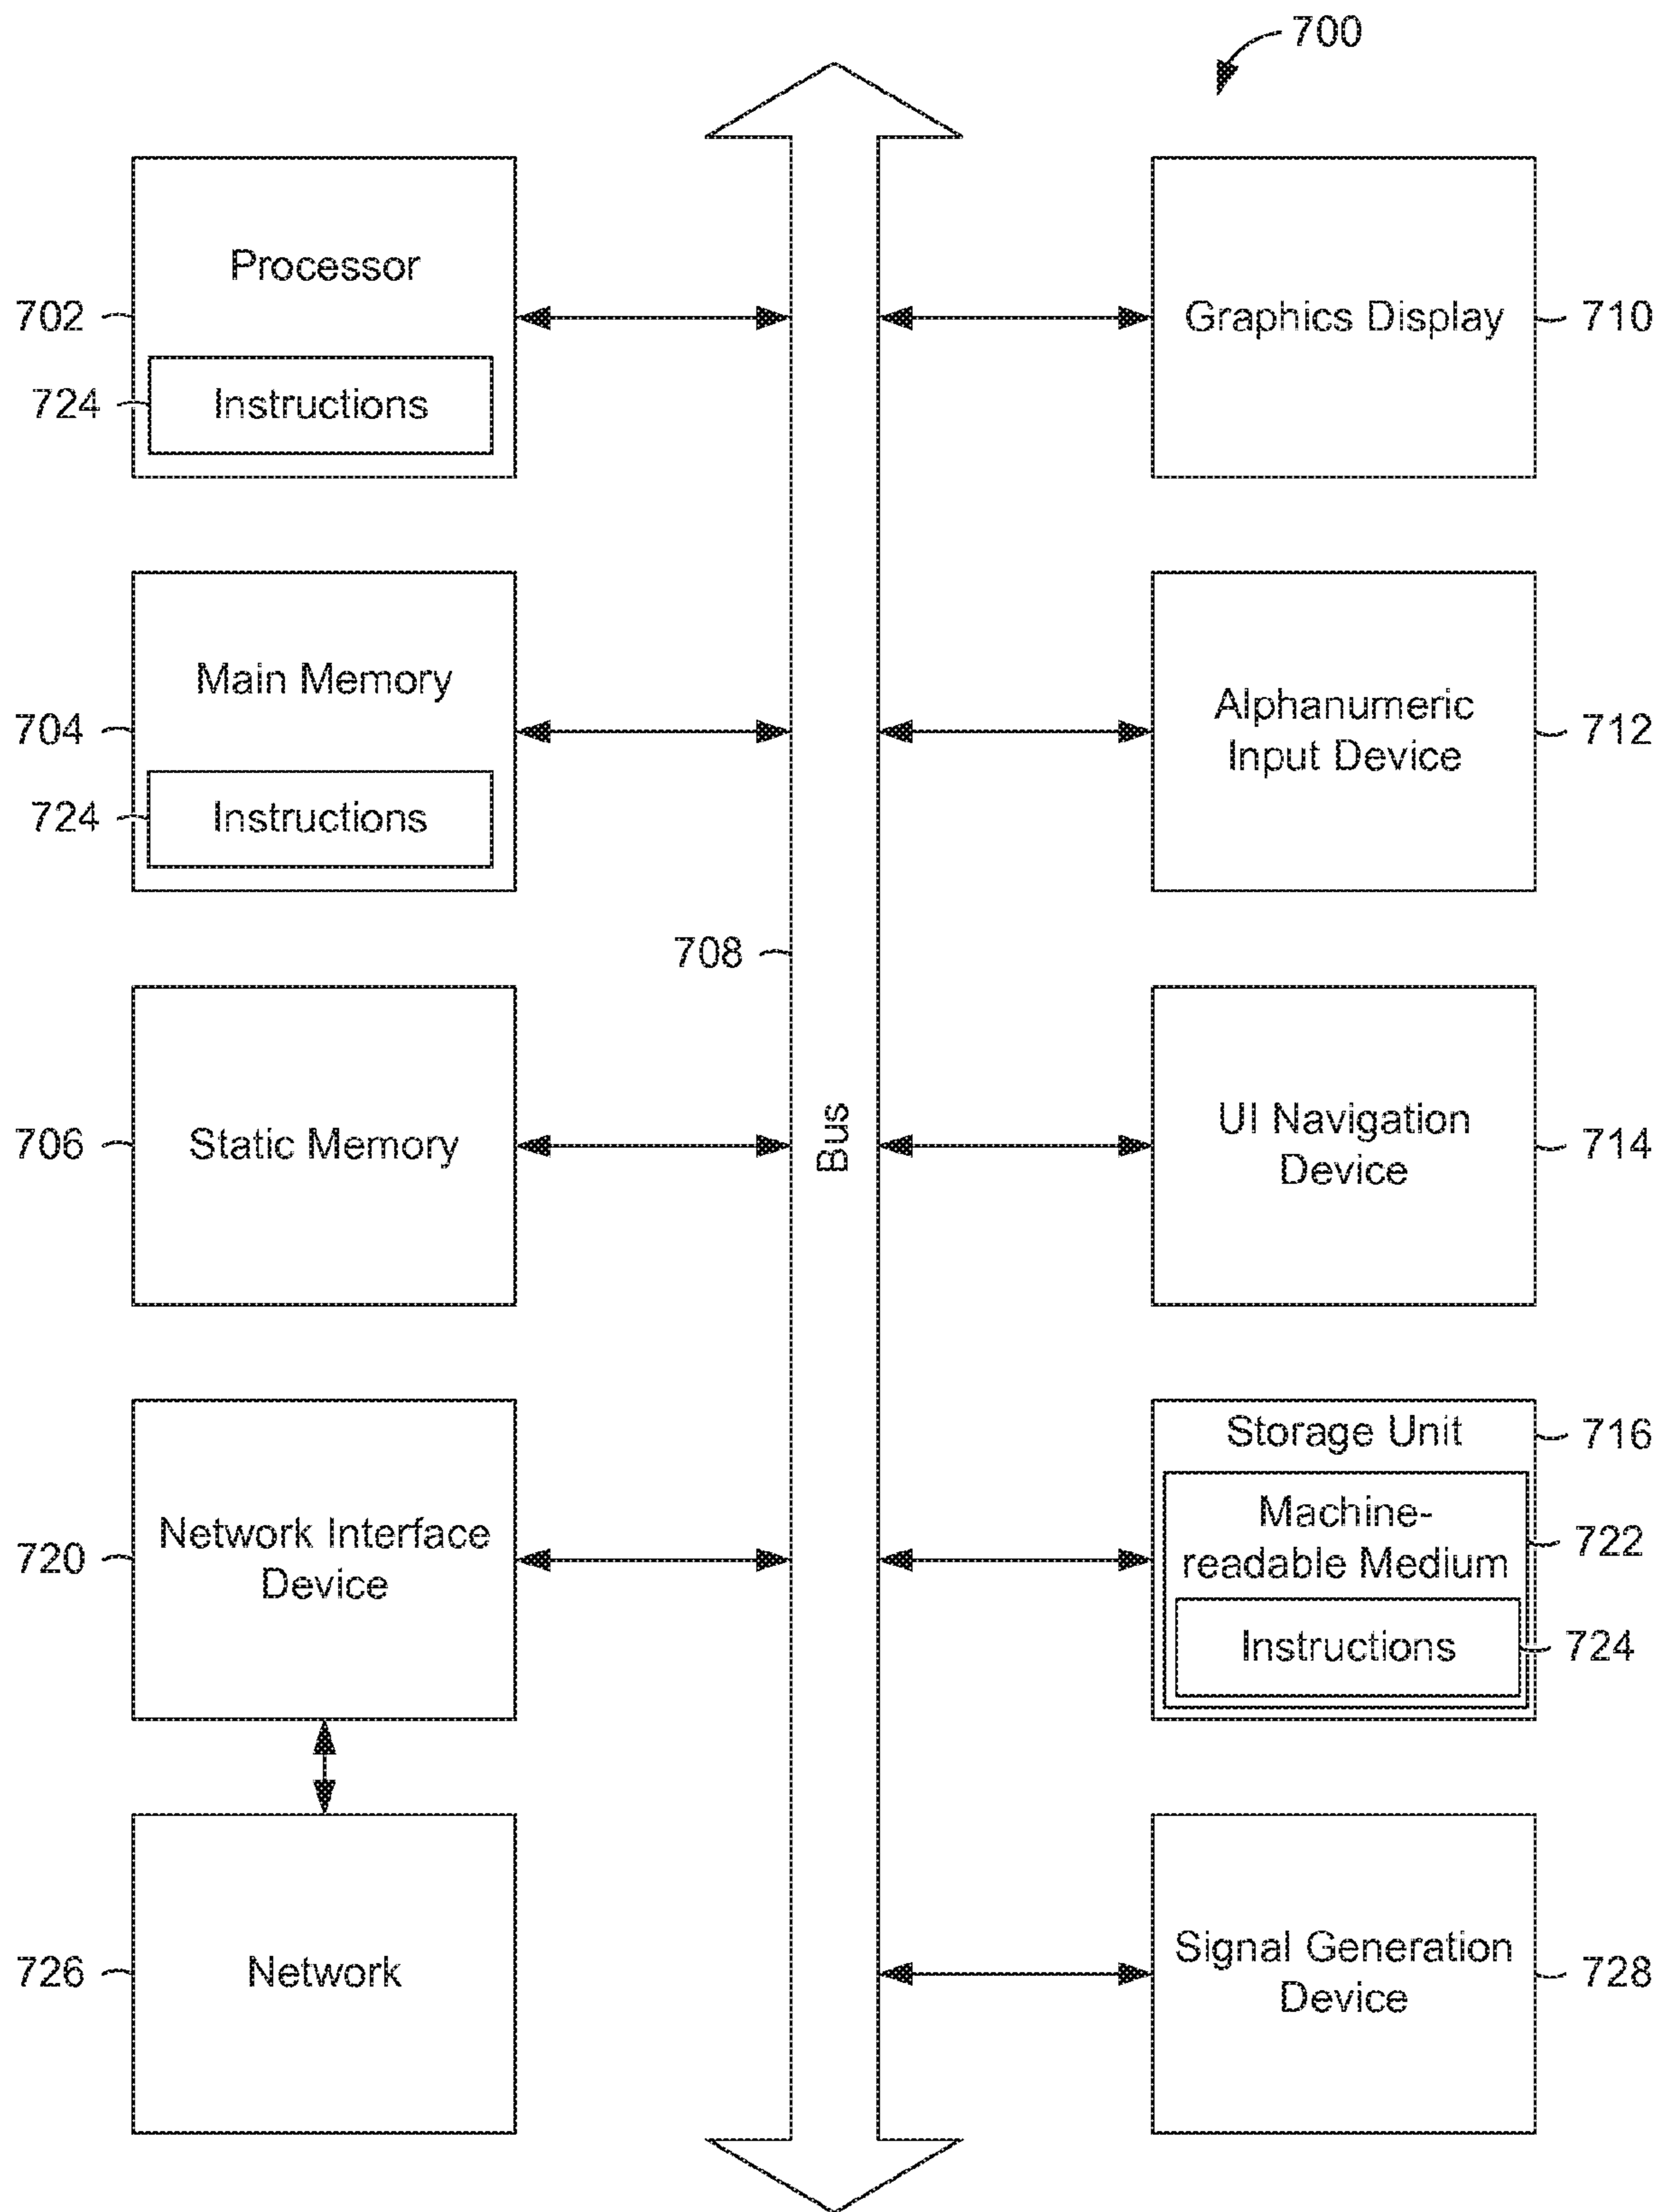 700
Processor
702
724
Instructions
Graphics Display
710
Main Memory
704
724
Instructions
Alphanumeric
Input Device
712
708
Bus
706
Static Memory
UI Navigation
Device
714
720
Network Interface
Device
Storage Unit
716
Machine-
readable Medium
722
Instructions
724
726
Network
Signal Generation
Device
728